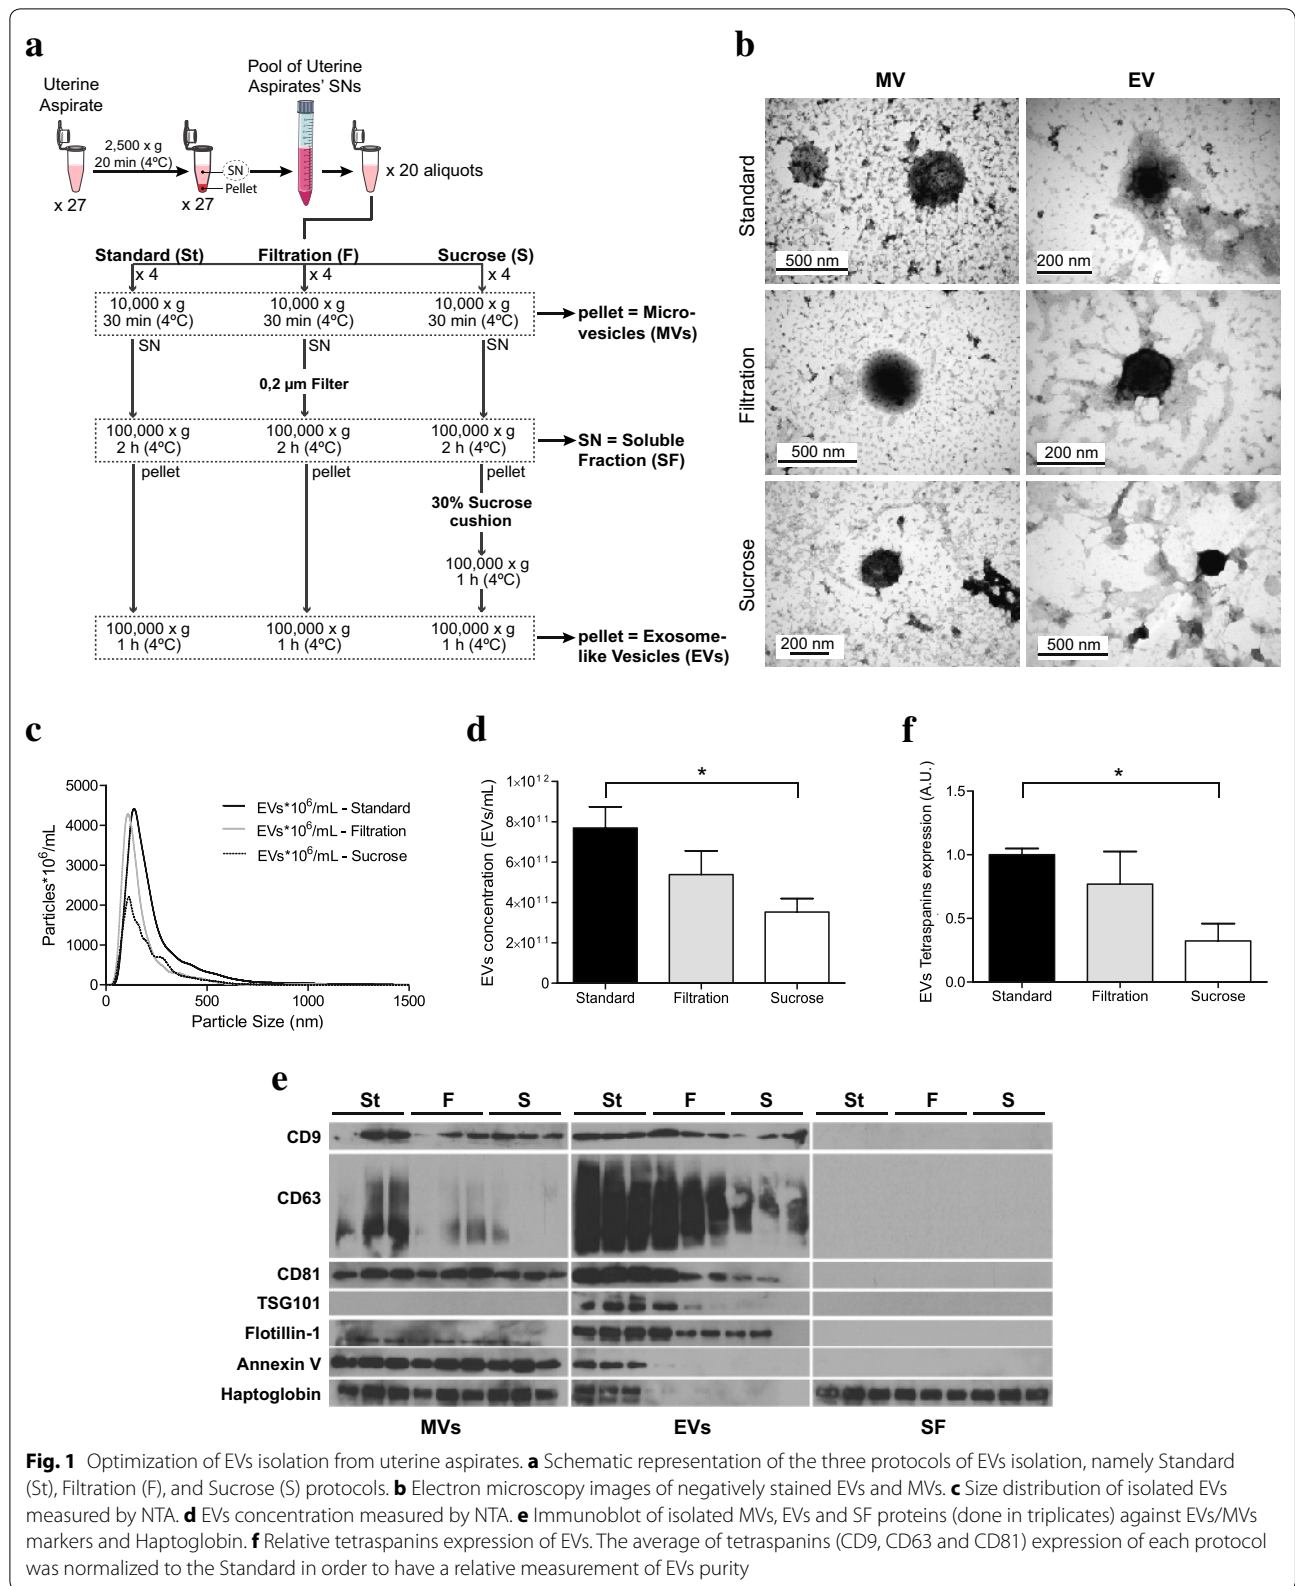 a
Uterine
Aspirate
2,500 x g
20 min (4ºC)
x 27
SN
Pellet
x 27
Pool of Uterine
Aspirates' SNs
x 20 aliquots
Standard (St)
Filtration (F)
Sucrose (S)
x 4
x 4
x 4
10,000 x g
30 min (4ºC)
10,000 x g
30 min (4ºC)
10,000 x g
30 min (4ºC)
pellet = Micro-
vesicles (MVs)
SN
SN
SN
0,2 µm Filter
100,000 x g
2 h (4ºC)
100,000 x g
2 h (4ºC)
100,000 x g
2 h (4ºC)
SN = Soluble
Fraction (SF)
pellet
pellet
pellet
30% Sucrose
cushion
100,000 x g
1 h (4ºC)
100,000 x g
1 h (4ºC)
100,000 x g
1 h (4ºC)
100,000 x g
1 h (4ºC)
pellet = Exosome-
like Vesicles (EVs)
b
MV
EV
Standard
500 nm
200 nm
Filtration
500 nm
200 nm
Sucrose
200 nm
500 nm
c
Particles*10⁶/mL
5000
4000
3000
2000
1000
0
0
500
1000
1500
Particle Size (nm)
EVs*10⁶/mL - Standard
EVs*10⁶/mL - Filtration
EVs*10⁶/mL - Sucrose
d
EVs concentration (EVs/mL)
1×10¹²
8×10¹¹
6×10¹¹
4×10¹¹
2×10¹¹
0
*
Standard
Filtration
Sucrose
f
EVs Tetraspanins expression (A.U.)
1.5
1.0
0.5
0.0
*
Standard
Filtration
Sucrose
e
St F S St F S St F S
CD9
CD63
CD81
TSG101
Flotillin-1
Annexin V
Haptoglobin
MVs EVs SF
Fig. 1 Optimization of EVs isolation from uterine aspirates. a Schematic representation of the three protocols of EVs isolation, namely Standard
(St), Filtration (F), and Sucrose (S) protocols. b Electron microscopy images of negatively stained EVs and MVs. c Size distribution of isolated EVs
measured by NTA. d EVs concentration measured by NTA. e Immunoblot of isolated MVs, EVs and SF proteins (done in triplicates) against EVs/MVs
markers and Haptoglobin. f Relative tetraspanins expression of EVs. The average of tetraspanins (CD9, CD63 and CD81) expression of each protocol
was normalized to the Standard in order to have a relative measurement of EVs purity